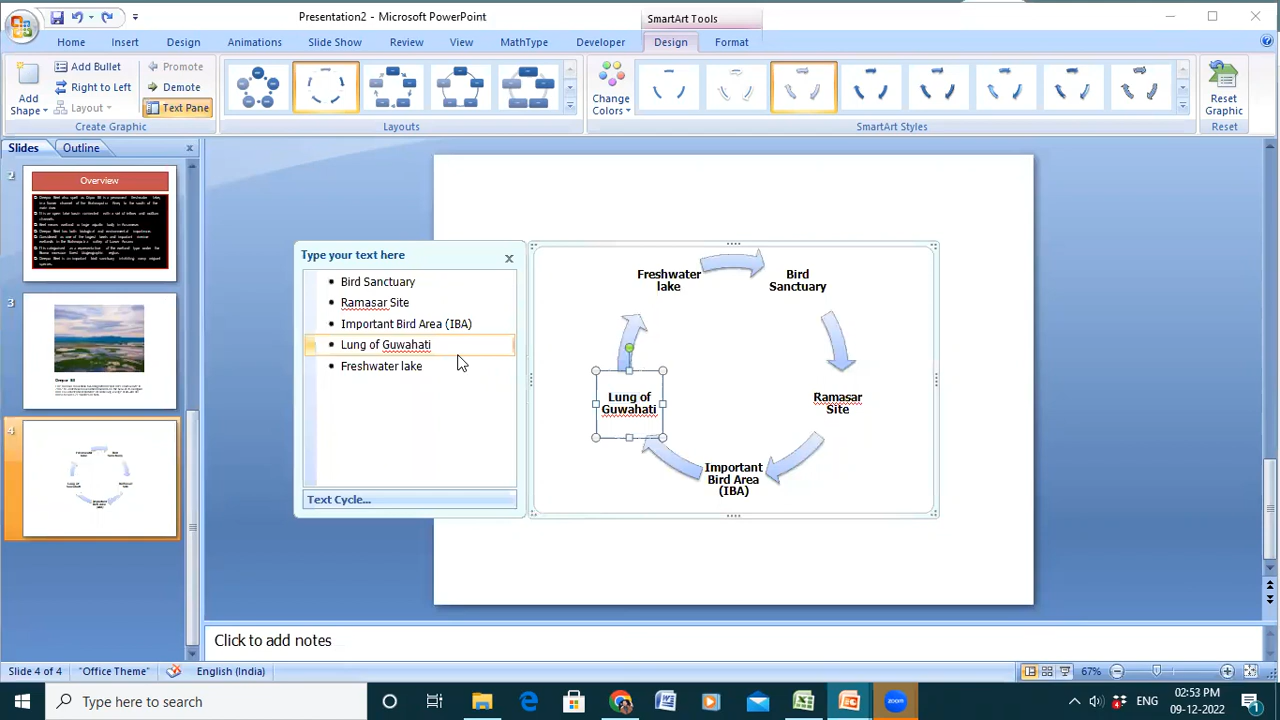 Presentation2 - Microsoft PowerPoint
SmartArt Tools
Home
Insert
Design
Animations
Slide Show
Review
View
MathType
Developer
Design
Format
Add Shape
Add Bullet
Right to Left
Layout
Promote
Demote
Text Pane
Create Graphic
Layouts
Change Colors
SmartArt Styles
Reset Graphic
Reset
Slides
Outline
2
Overview
3
4
Type your text here
Bird Sanctuary
Ramasar Site
Important Bird Area (IBA)
Lung of Guwahati
Freshwater lake
Text Cycle...
Freshwater
lake
Bird
Sanctuary
Lung of
Guwahati
Ramasar
Site
Important
Bird Area
(IBA)
Click to add notes
Slide 4 of 4
"Office Theme"
English (India)
67%
Type here to search
zoom
ENG
02:53 PM
09-12-2022